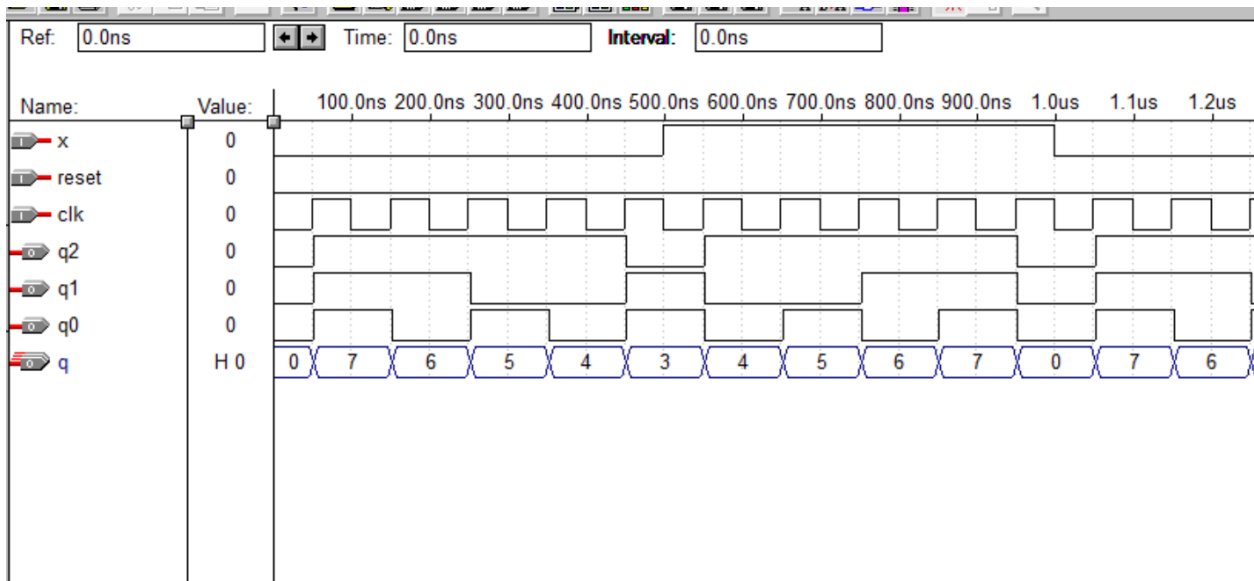 Ref: 0.0ns Time: 0.0ns Interval: 0.0ns
Name: Value: 100.0ns 200.0ns 300.0ns 400.0ns 500.0ns 600.0ns 700.0ns 800.0ns 900.0ns 1.0us 1.1us 1.2us
I x 0
I reset 0
I clk 0
O q2 0
O q1 0
O q0 0
O q H 0 0 7 6 5 4 3 4 5 6 7 0 7 6